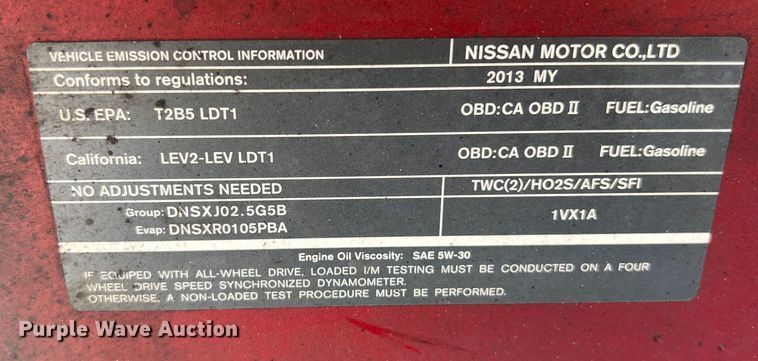 VEHICLE EMISSION CONTROL INFORMATION NISSAN MOTOR CO.,LTD
Conforms to regulations: 2013 MY
U.S. EPA: T2B5 LDT1 OBD:CA OBD II FUEL:Gasoline
California: LEV2-LEV LDT1 OBD:CA OBD II FUEL:Gasoline
NO ADJUSTMENTS NEEDED TWC(2)/HO2S/AFS/SFI
Group: DNSXJ02.5G5B 1VX1A
Evap: DNSXR0105PBA
Engine Oil Viscosity: SAE 5W-30
IF EQUIPPED WITH ALL-WHEEL DRIVE, LOADED I/M TESTING MUST BE CONDUCTED ON A FOUR
WHEEL DRIVE SPEED SYNCHRONIZED DYNAMOMETER.
OTHERWISE, A NON-LOADED TEST PROCEDURE MUST BE PERFORMED.
Purple Wave Auction